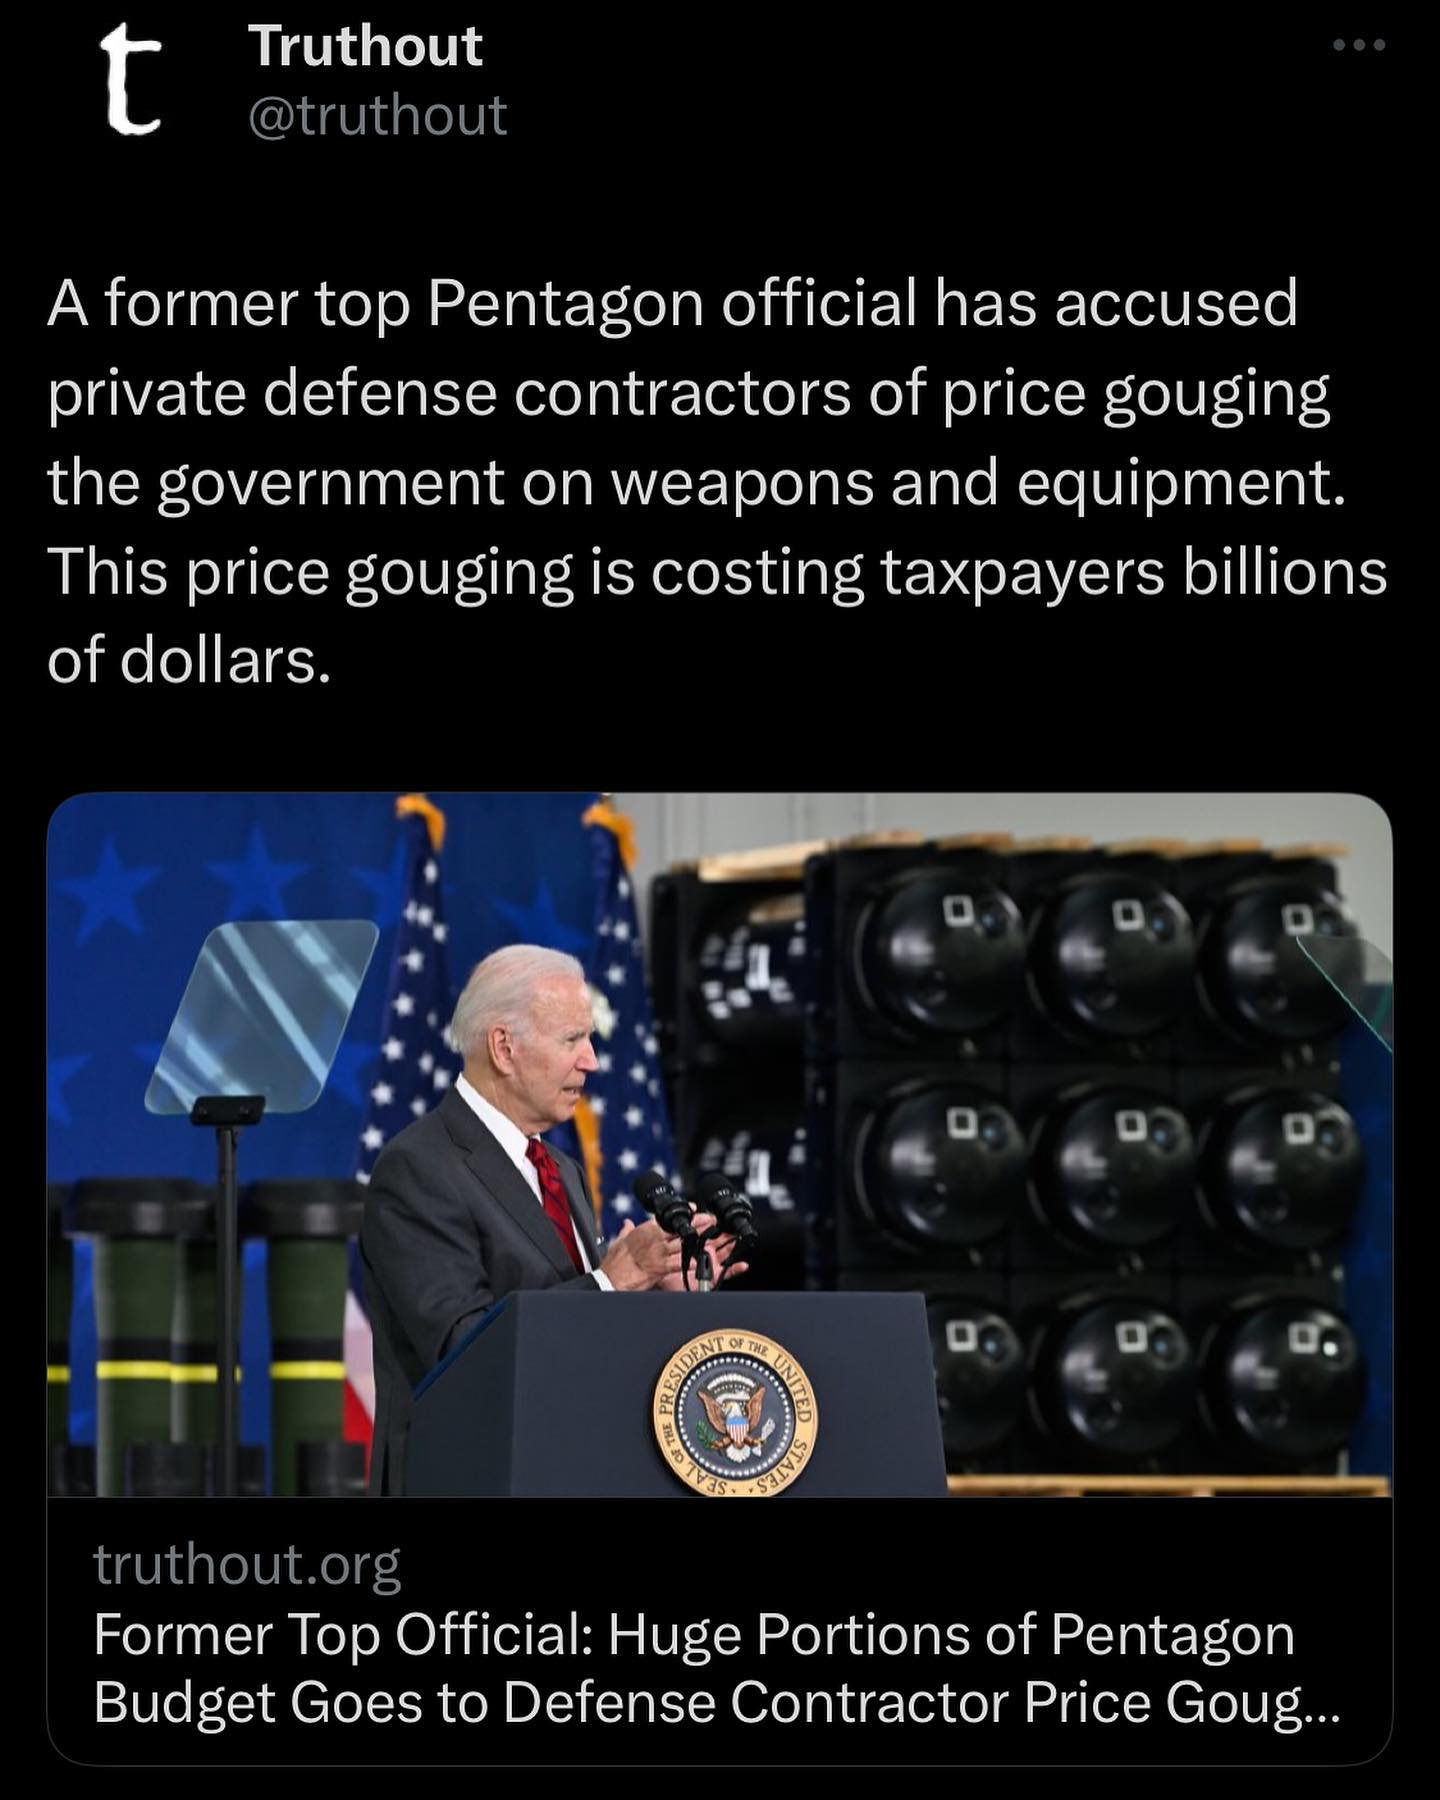 t
Truthout
@truthout
A former top Pentagon official has accused
private defense contractors of price gouging
the government on weapons and equipment.
This price gouging is costing taxpayers billions
of dollars.
SEAL OF THE PRESIDENT OF THE UNITED STATES
truthout.org
Former Top Official: Huge Portions of Pentagon
Budget Goes to Defense Contractor Price Goug...